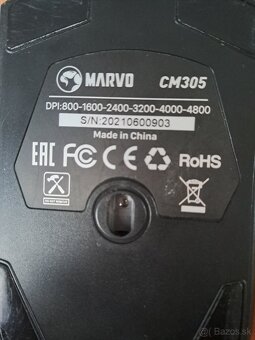 MARVO CM305
DPI:800-1600-2400-3200-4000-4800
S/N:20210600903
Made in China
EAC FC CE RoHS
Bazos.sk